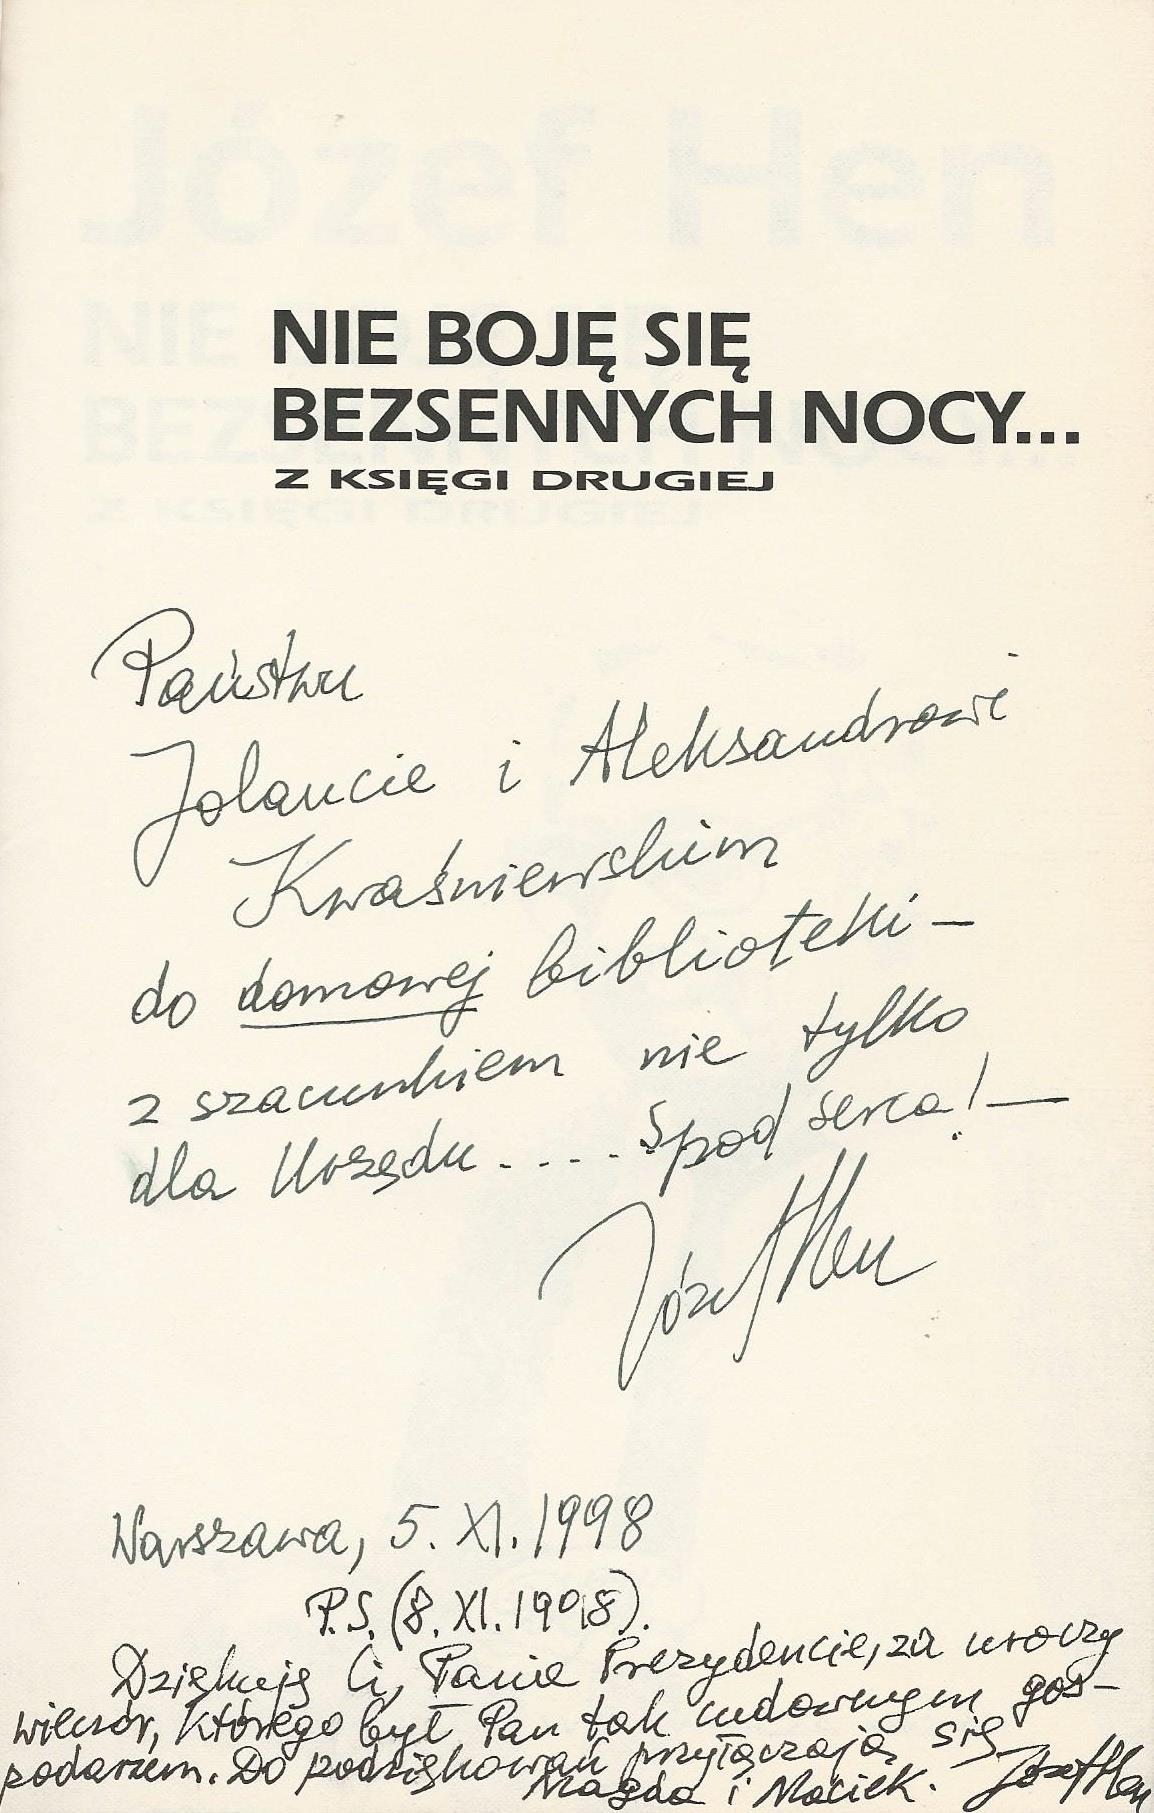 Józef Hen
NIE BOJĘ SIĘ
BEZSENNYCH NOCY...
Z KSIĘGI DRUGIEJ
Państwu
Jolancie i Aleksandrowi
Kwaśniewskim
do domowej biblioteki –
z szacunkiem nie tylko
dla Urzędu..... Spod serca! –
Józef Hen
Warszawa, 5. XI. 1998
P.S. (8. XI. 1998).
Dziękuję Ci, Panie Prezydencie, za uroczy
wieczór, którego był Pan tak cudownym gos-
podarzem. Do podziękowań przyłączają się
Magda i Maciek. Józef Hen